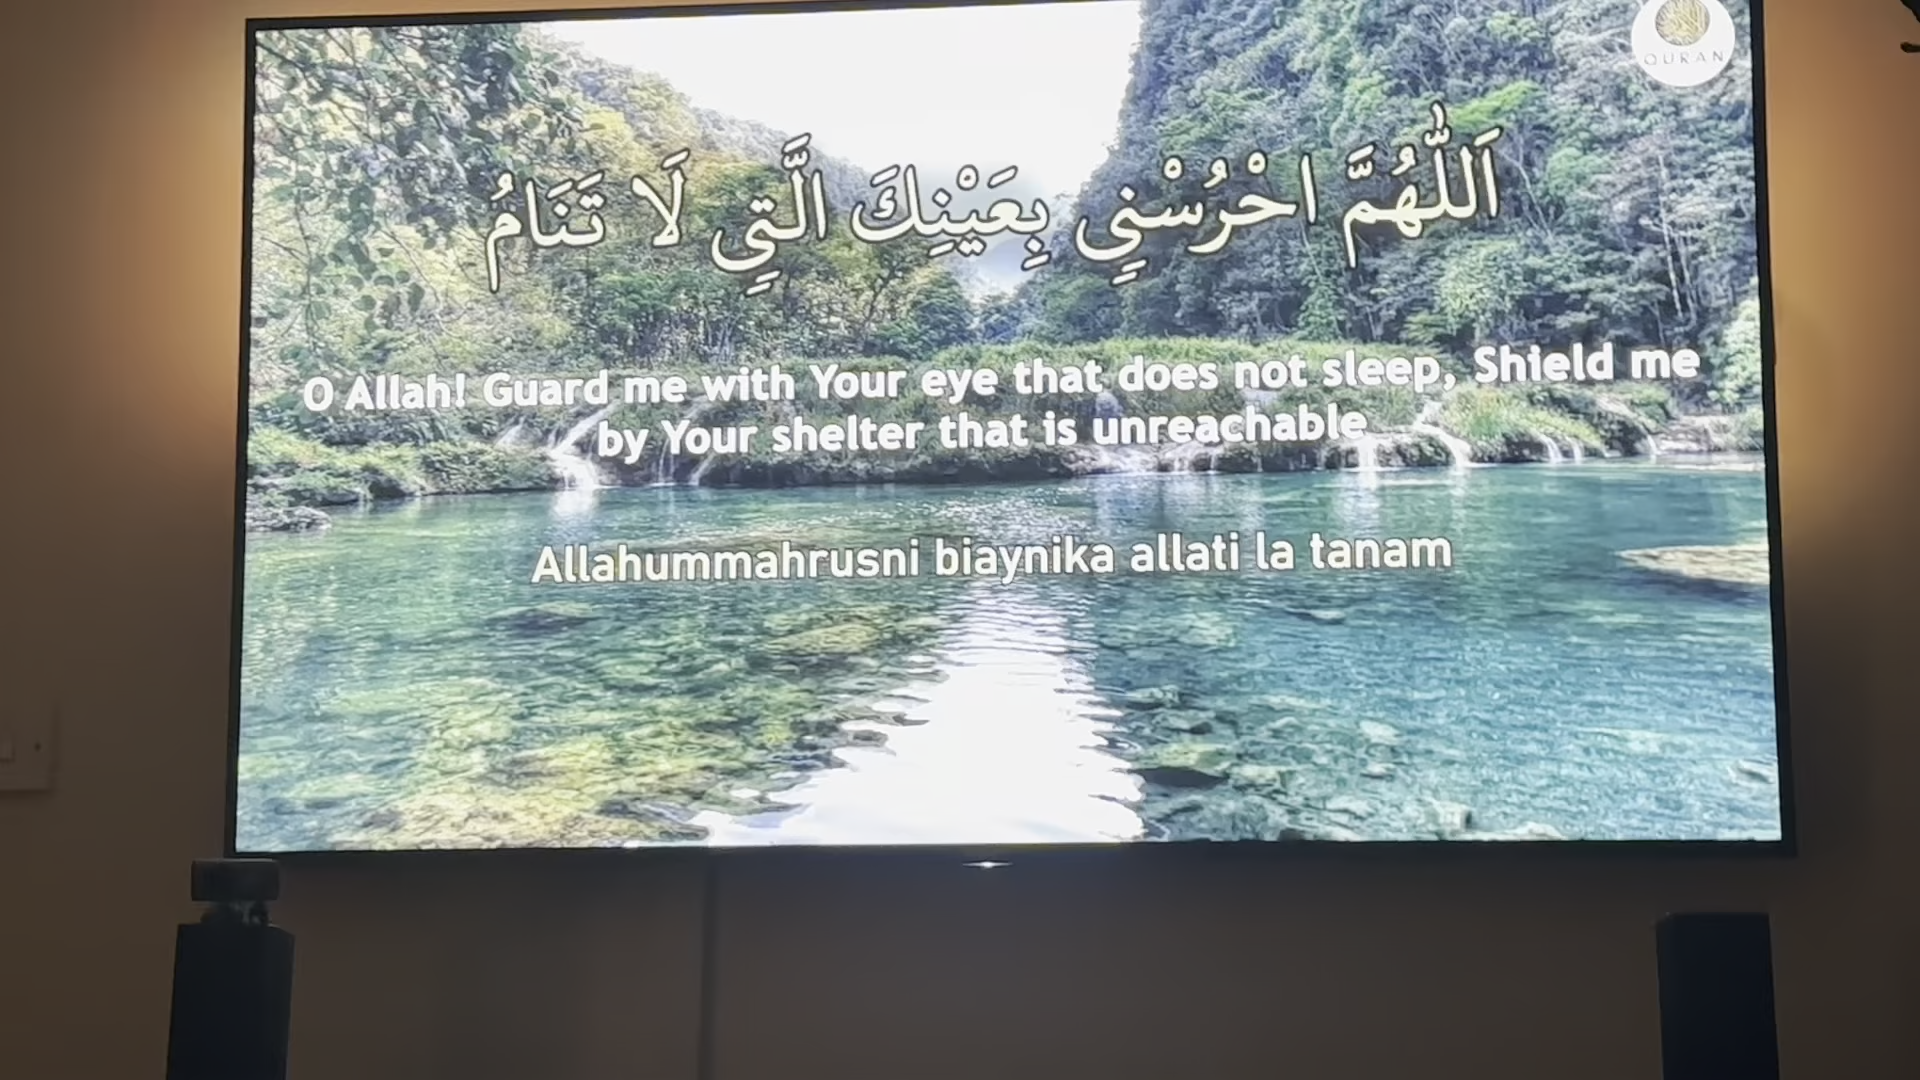 QURAN
اَللّٰهُمَّ احْرُسْنِي بِعَيْنِكَ الَّتِي لَا تَنَامُ
O Allah! Guard me with Your eye that does not sleep, Shield me
by Your shelter that is unreachable
Allahummahrusni biaynika allati la tanam